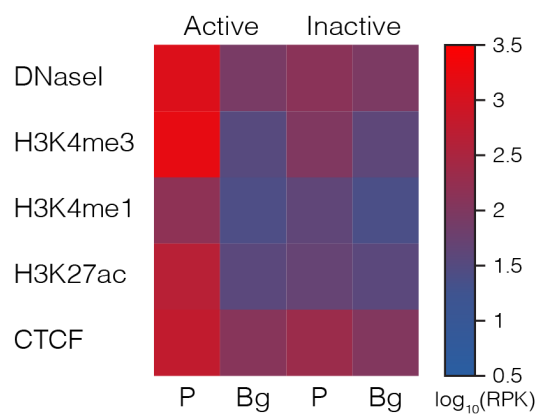 Active Inactive
DNaseI
H3K4me3
H3K4me1
H3K27ac
CTCF
P Bg P Bg
3.5
3
2.5
2
1.5
1
0.5
log₁₀(RPK)